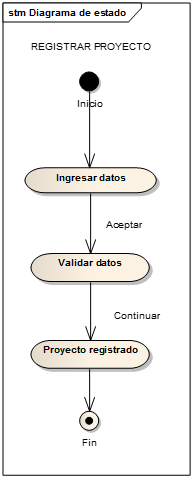 stm Diagrama de estado
REGISTRAR PROYECTO
Inicio
Ingresar datos
Aceptar
Validar datos
Continuar
Proyecto registrado
Fin